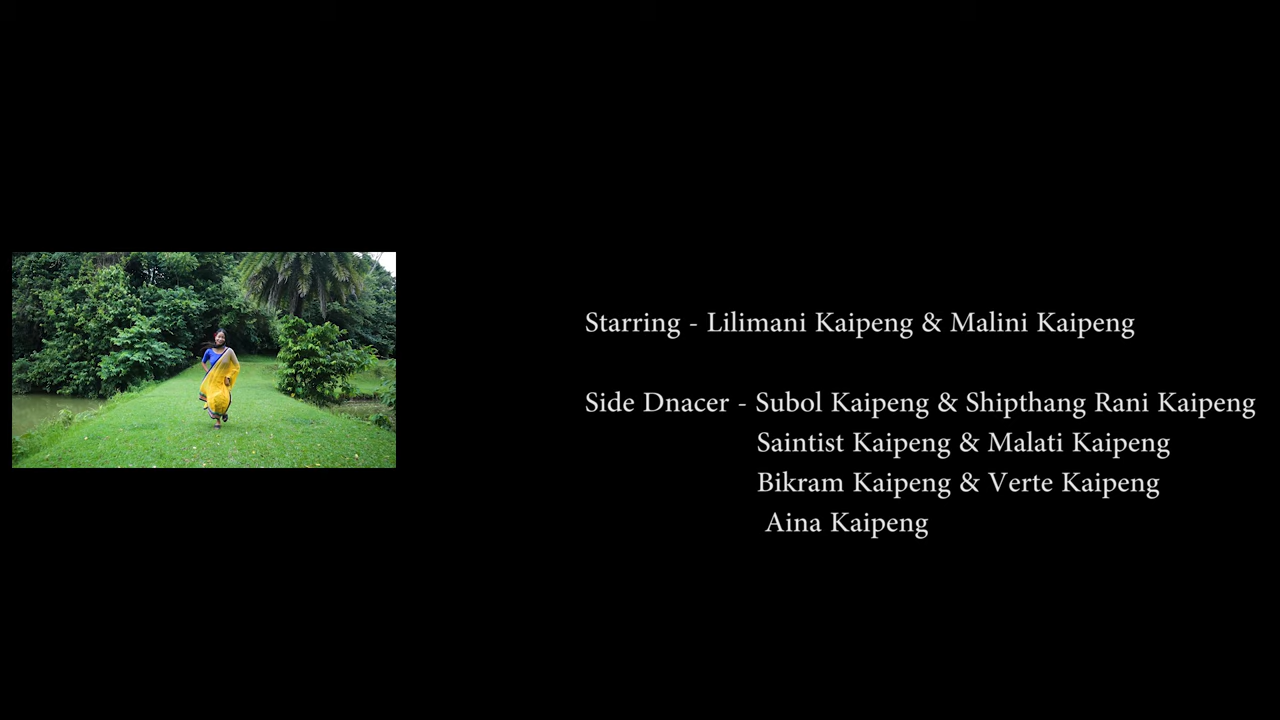 Starring - Lilimani Kaipeng & Malini Kaipeng
Side Dnacer - Subol Kaipeng & Shipthang Rani Kaipeng
Saintist Kaipeng & Malati Kaipeng
Bikram Kaipeng & Verte Kaipeng
Aina Kaipeng